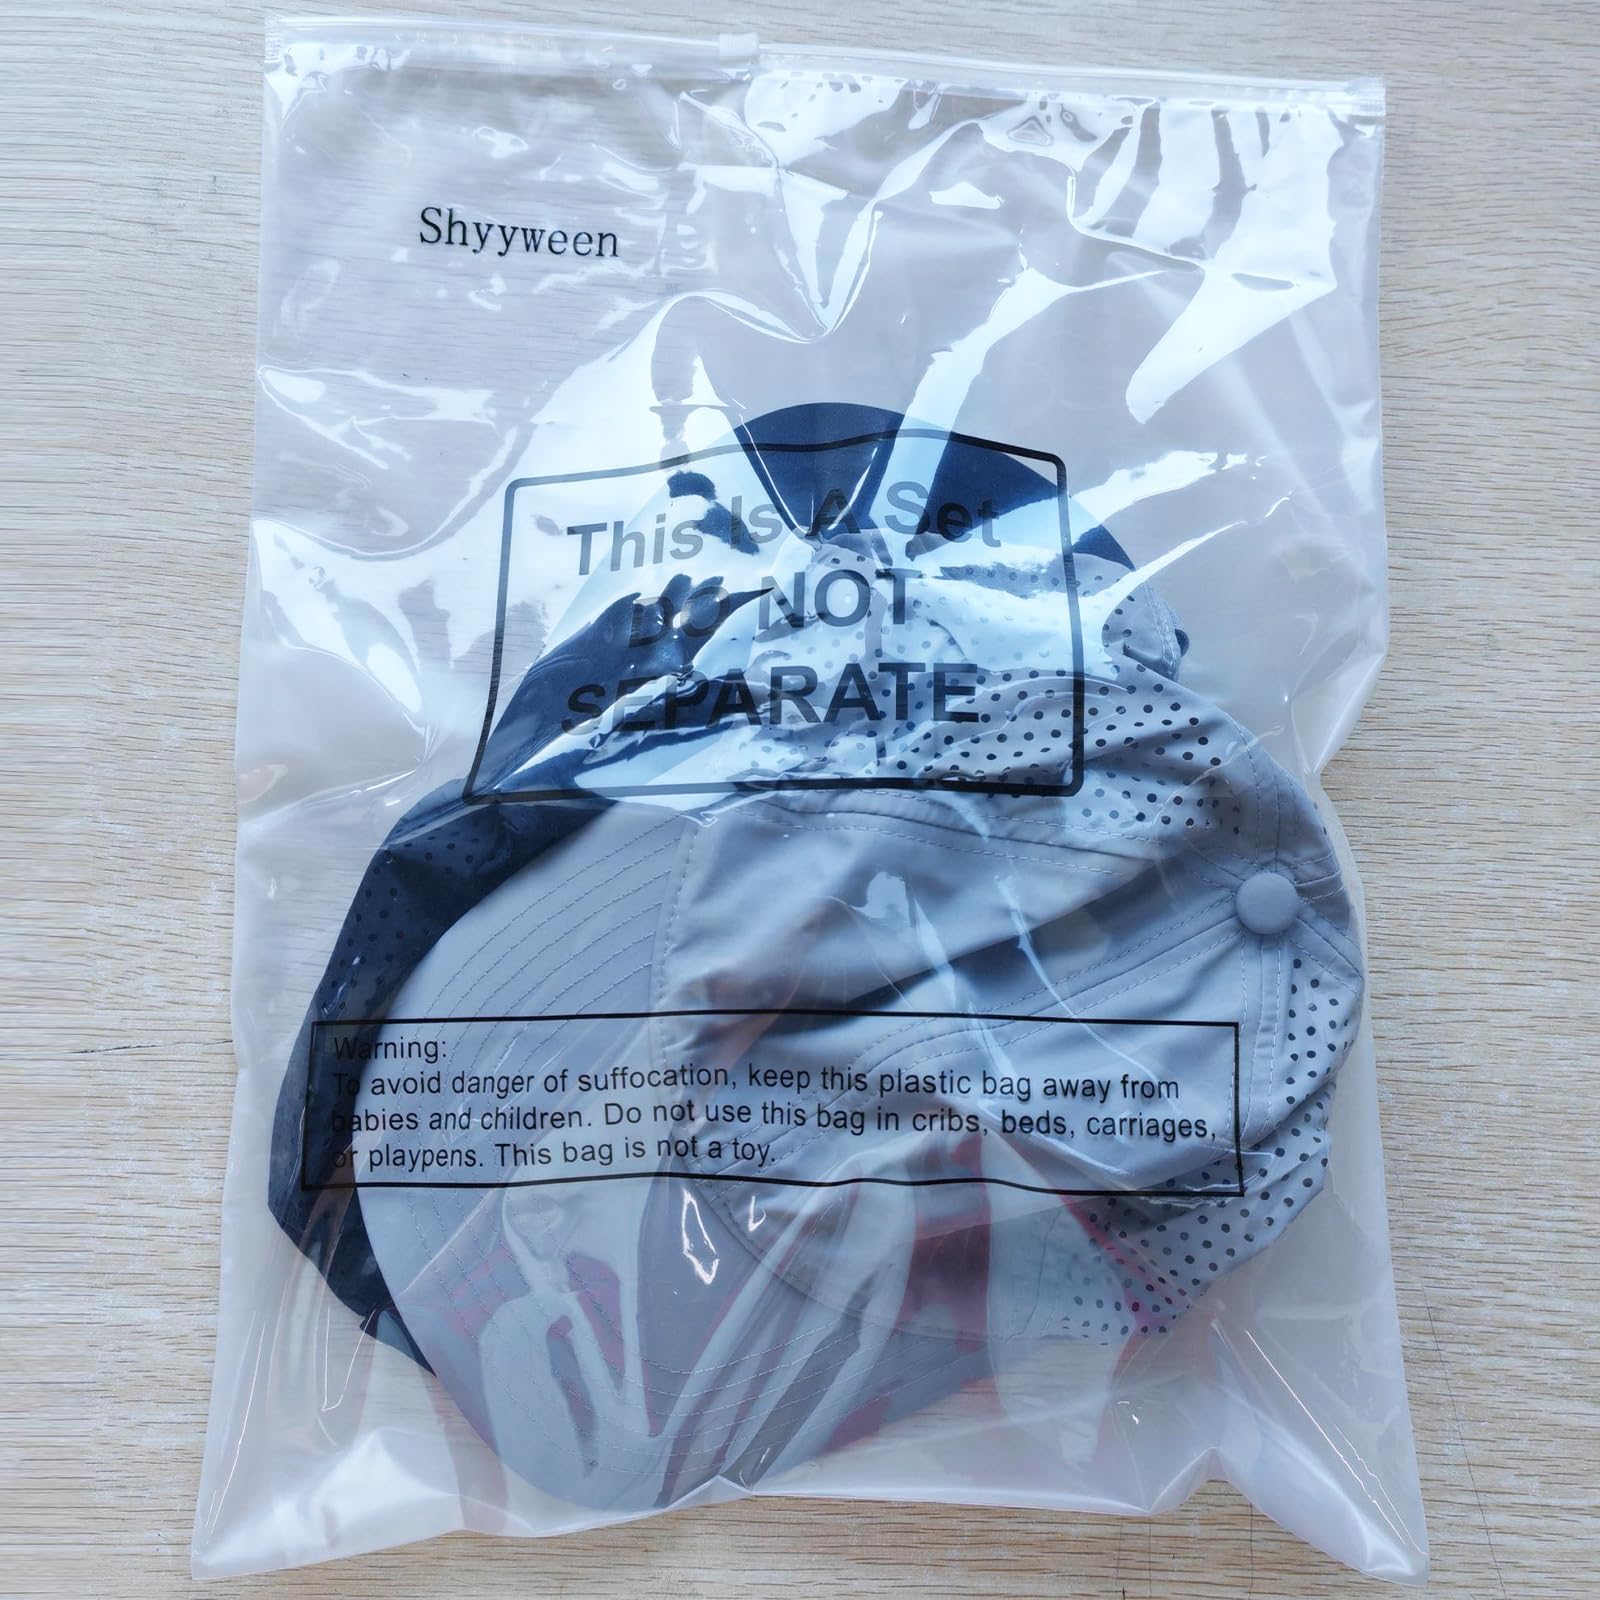 Shyyween
This Is A Set
DO NOT
SEPARATE
Warning:
To avoid danger of suffocation, keep this plastic bag away from
babies and children. Do not use this bag in cribs, beds, carriages,
or playpens. This bag is not a toy.